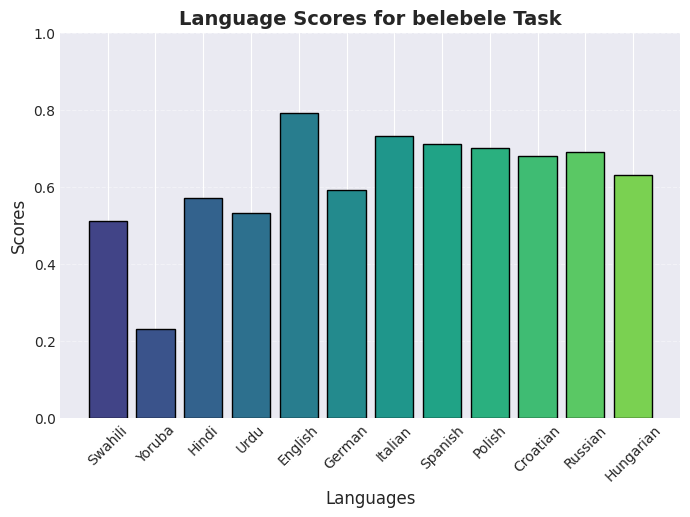 Language Scores for belebele Task
1.0
0.8
0.6
0.4
0.2
0.0
Scores
Swahili
Yoruba
Hindi
Urdu
English
German
Italian
Spanish
Polish
Croatian
Russian
Hungarian
Languages